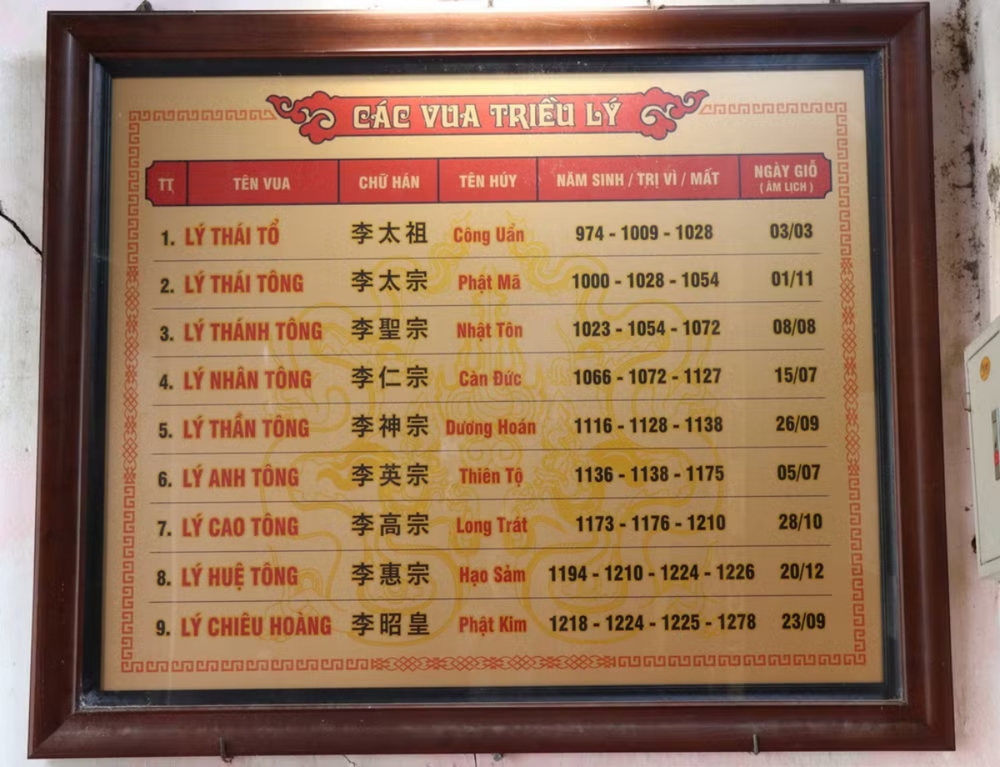 CÁC VUA TRIỀU LÝ
TT TÊN VUA CHỮ HÁN TÊN HÚY NĂM SINH / TRỊ VÌ / MẤT NGÀY GIỖ
( ÂM LỊCH )
1. LÝ THÁI TỔ 李太祖 Công Uẩn 974 - 1009 - 1028 03/03
2. LÝ THÁI TÔNG 李太宗 Phật Mã 1000 - 1028 - 1054 01/11
3. LÝ THÁNH TÔNG 李聖宗 Nhật Tôn 1023 - 1054 - 1072 08/08
4. LÝ NHÂN TÔNG 李仁宗 Càn Đức 1066 - 1072 - 1127 15/07
5. LÝ THẦN TÔNG 李神宗 Dương Hoán 1116 - 1128 - 1138 26/09
6. LÝ ANH TÔNG 李英宗 Thiên Tộ 1136 - 1138 - 1175 05/07
7. LÝ CAO TÔNG 李高宗 Long Trát 1173 - 1176 - 1210 28/10
8. LÝ HUỆ TÔNG 李惠宗 Hạo Sảm 1194 - 1210 - 1224 - 1226 20/12
9. LÝ CHIÊU HOÀNG 李昭皇 Phật Kim 1218 - 1224 - 1225 - 1278 23/09